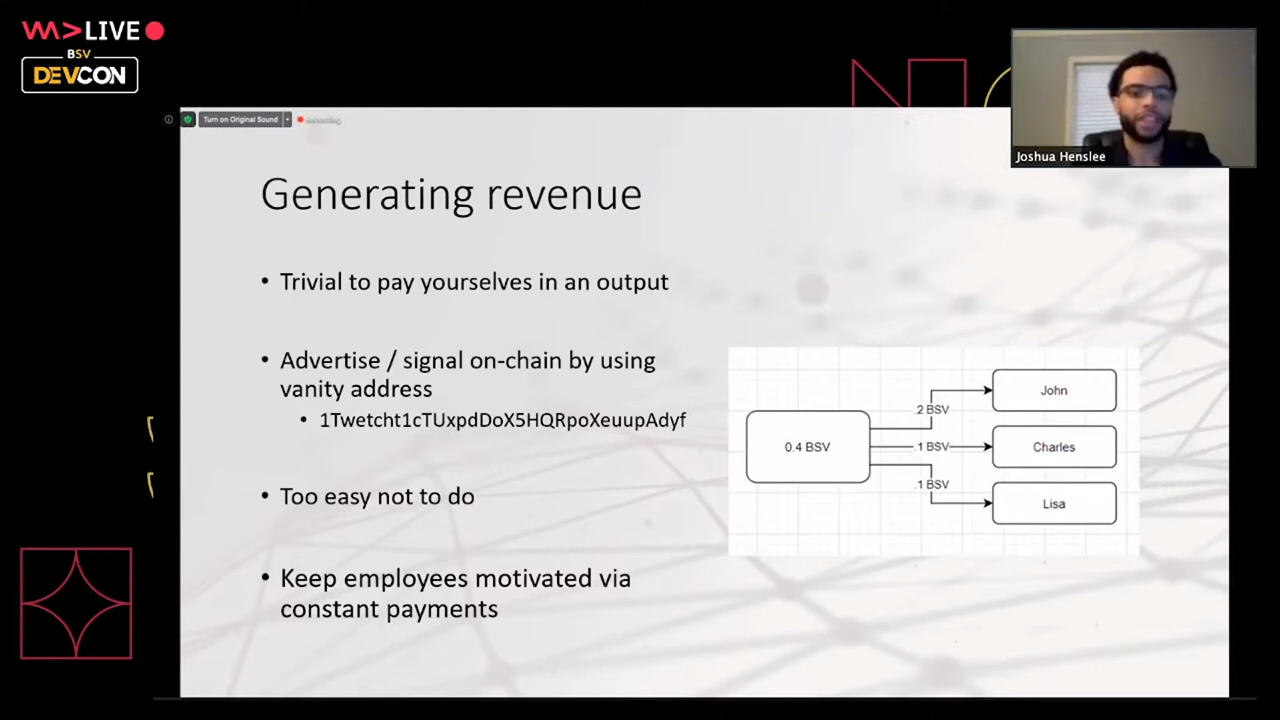 LIVE
BSV
DEVCON
Turn on Original Sound
Recording
Joshua Henslee
Generating revenue
• Trivial to pay yourselves in an output
• Advertise / signal on-chain by using
vanity address
• 1Twetcht1cTUxpdDoX5HQRpoXeuupAdyf
• Too easy not to do
• Keep employees motivated via
constant payments
0.4 BSV
.2 BSV
.1 BSV
.1 BSV
John
Charles
Lisa